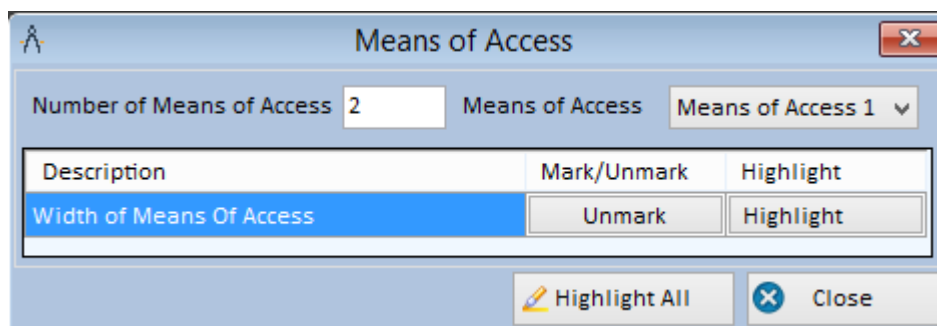 Means of Access
Number of Means of Access 2 Means of Access Means of Access 1
Description Mark/Unmark Highlight
Width of Means Of Access Unmark Highlight
Highlight All Close